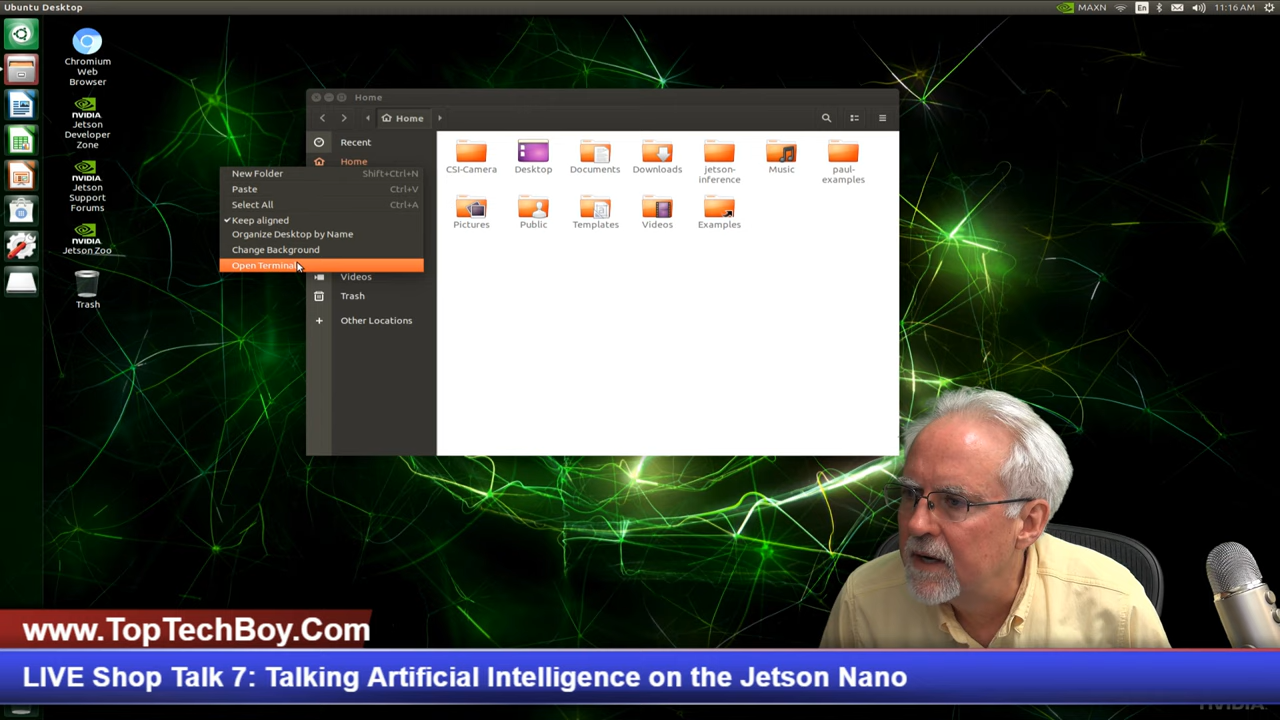 Ubuntu Desktop
MAXN
En
11:16 AM
Chromium
Web
Browser
NVIDIA
Jetson
Developer
Zone
NVIDIA
Jetson
Support
Forums
NVIDIA
Jetson Zoo
Trash
Home
Home
Recent
Home
New Folder Shift+Ctrl+N
Paste Ctrl+V
Select All Ctrl+A
Keep aligned
Organize Desktop by Name
Change Background
Open Terminal
Videos
Trash
Other Locations
CSI-Camera
Desktop
Documents
Downloads
jetson-
inference
Music
paul-
examples
Pictures
Public
Templates
Videos
Examples
www.TopTechBoy.Com
LIVE Shop Talk 7: Talking Artificial Intelligence on the Jetson Nano
NVIDIA.